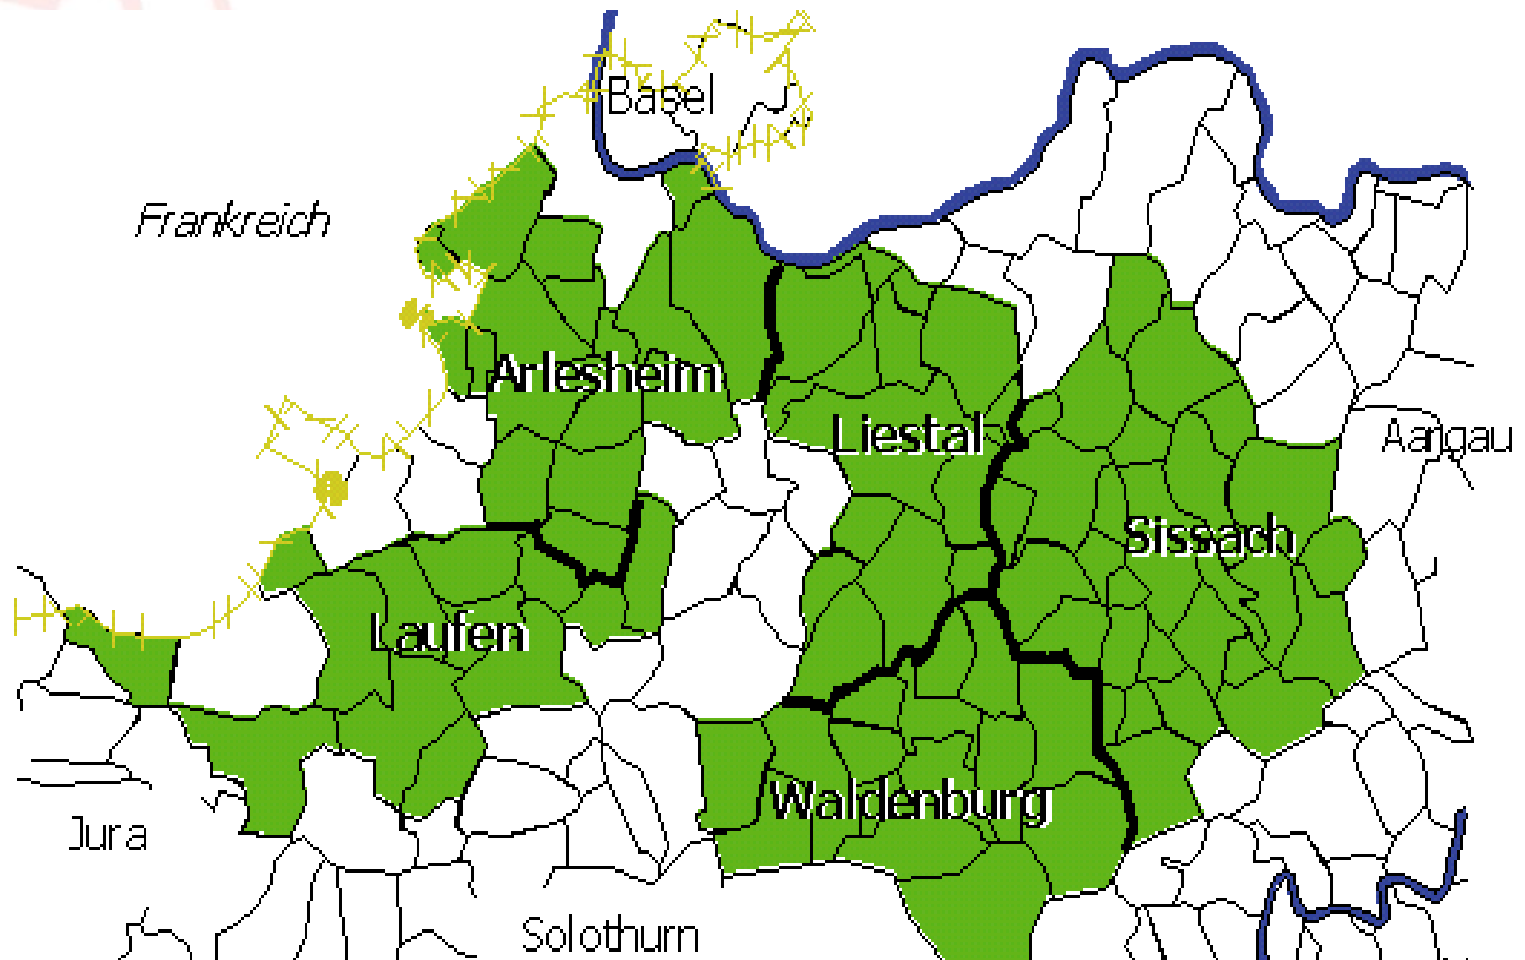 Basel
Frankreich
Arlesheim
Liestal
Aargau
Sissach
Laufen
Waldenburg
Jura
Solothurn